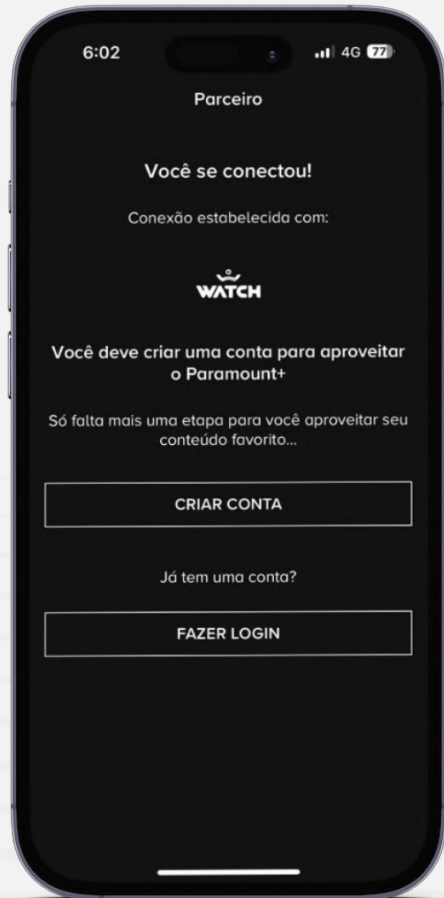 6:02 4G 77
Parceiro
Você se conectou!
Conexão estabelecida com:
WATCH
Você deve criar uma conta para aproveitar
o Paramount+
Só falta mais uma etapa para você aproveitar seu
conteúdo favorito...
CRIAR CONTA
Já tem uma conta?
FAZER LOGIN